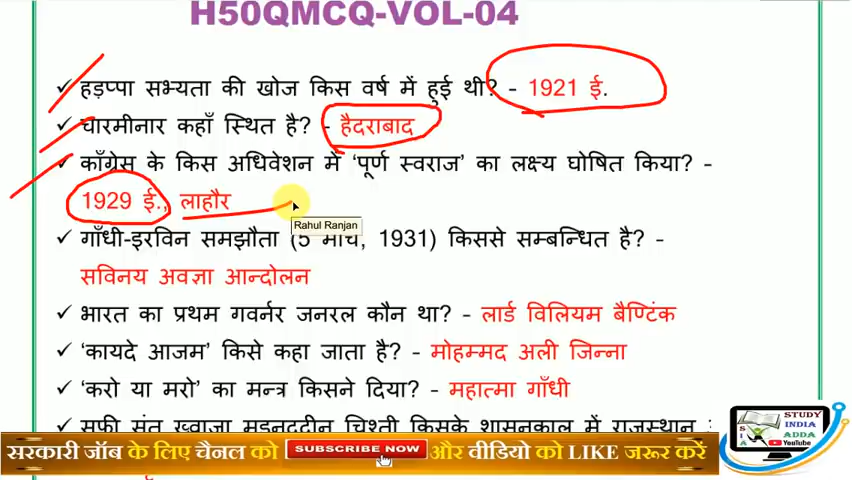 H50QMCQ-VOL-04
✓ हड़प्पा सभ्यता की खोज किस वर्ष में हुई थी? - 1921 ई.
✓ चारमीनार कहाँ स्थित है? - हैदराबाद
✓ काँग्रेस के किस अधिवेशन में ‘पूर्ण स्वराज’ का लक्ष्य घोषित किया? -
1929 ई., लाहौर
Rahul Ranjan
✓ गाँधी-इरविन समझौता (5 मार्च, 1931) किससे सम्बन्धित है? -
सविनय अवज्ञा आन्दोलन
✓ भारत का प्रथम गवर्नर जनरल कौन था? - लार्ड विलियम बैण्टिंक
✓ ‘कायदे आजम’ किसे कहा जाता है? - मोहम्मद अली जिन्ना
✓ ‘करो या मरो’ का मन्त्र किसने दिया? - महात्मा गाँधी
✓ सूफी संत ख्वाजा मुइनुद्दीन चिश्ती किसके शासनकाल में राजस्थान
STUDY
INDIA
ADDA
YouTube
सरकारी जॉब के लिए चैनल को SUBSCRIBE NOW और वीडियो को LIKE जरूर करें